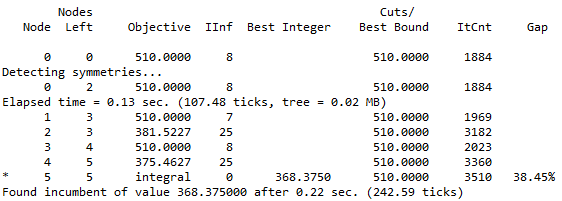 Nodes                                         Cuts/
   Node  Left     Objective  IInf  Best Integer    Best Bound    ItCnt     Gap

      0     0      510.0000     8                    510.0000     1884
Detecting symmetries...
      0     2      510.0000     8                    510.0000     1884
Elapsed time = 0.13 sec. (107.48 ticks, tree = 0.02 MB)
      1     3      510.0000     7                    510.0000     1969
      2     3      381.5227    25                    510.0000     3182
      3     4      510.0000     8                    510.0000     2023
      4     5      375.4627    25                    510.0000     3360
*     5     5      integral     0      368.3750      510.0000     3510   38.45%
Found incumbent of value 368.375000 after 0.22 sec. (242.59 ticks)